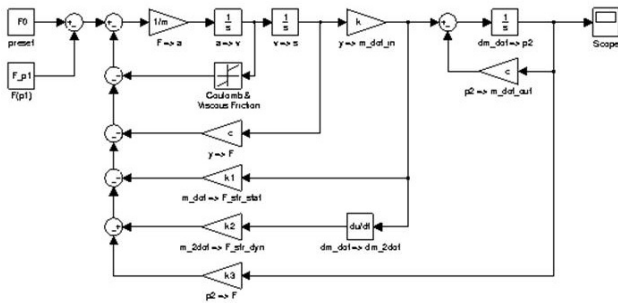 F0
preset
F_p1
F(p1)
1/m
F => a
1
s
a => v
1
s
v => s
k
y => m_dot_in
1
s
dm_dot => p2
Scope
c
p2 => m_dot_out
Coulomb &
Viscous Friction
c
y => F
k1
m_dot => F_str_stat
k2
m_2dot => F_str_dyn
du/dt
dm_dot => dm_2dot
k3
p2 => F